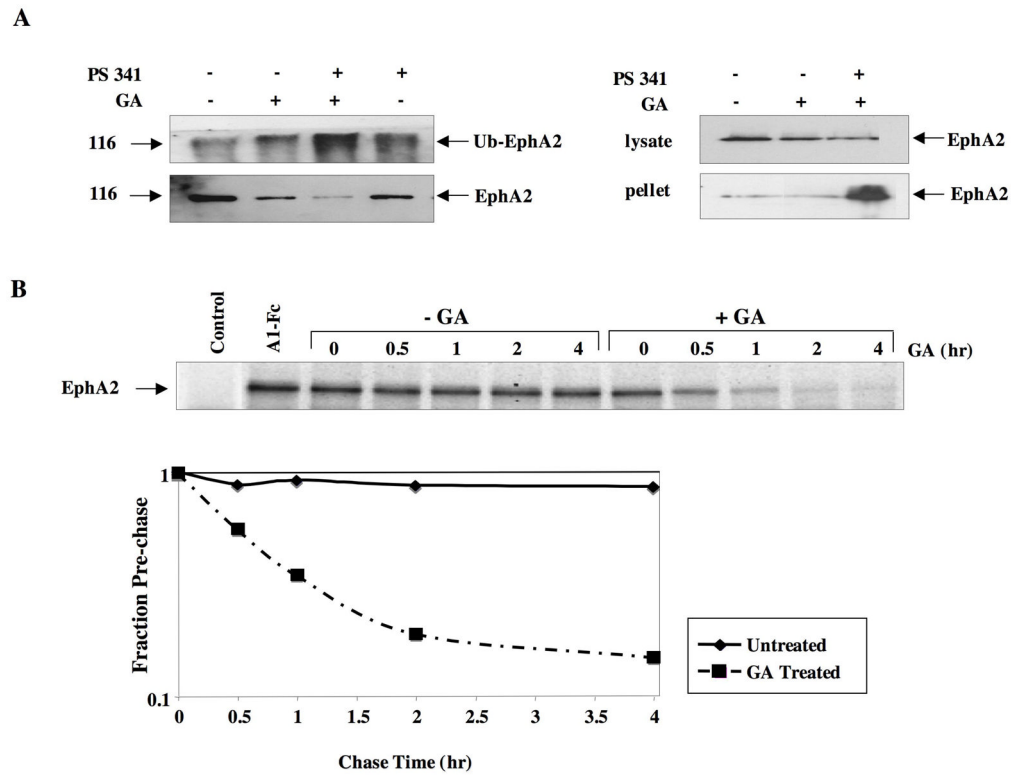 A
PS 341 - - + +
GA - + + -
116 Ub-EphA2
116 EphA2
PS 341 - - +
GA - + +
lysate EphA2
pellet EphA2
B
Control
A1-Fc
- GA
0 0.5 1 2 4
+ GA
0 0.5 1 2 4
GA (hr)
EphA2
Fraction Pre-chase
1
0.1
0 0.5 1 1.5 2 2.5 3 3.5 4
Chase Time (hr)
Untreated
GA Treated